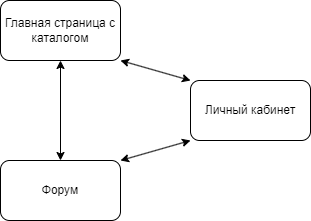 Главная страница с
каталогом
Личный кабинет
Форум